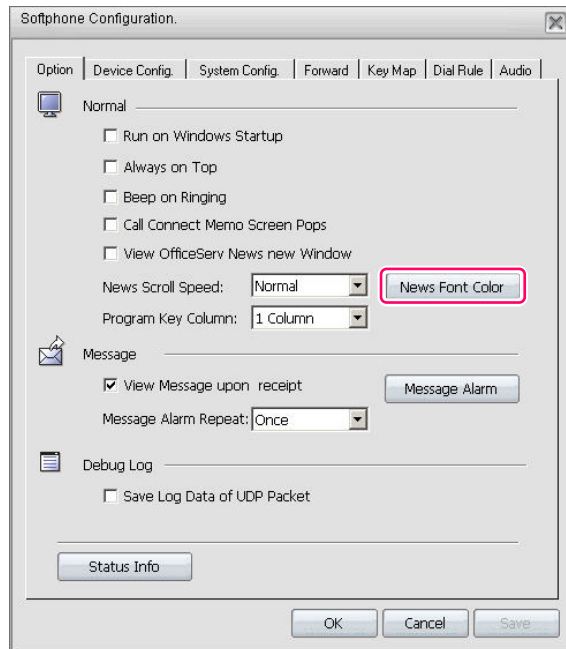 Softphone Configuration.
Option Device Config. System Config. Forward Key Map Dial Rule Audio
Normal
Run on Windows Startup
Always on Top
Beep on Ringing
Call Connect Memo Screen Pops
View OfficeServ News new Window
News Scroll Speed: Normal News Font Color
Program Key Column: 1 Column
Message
View Message upon receipt Message Alarm
Message Alarm Repeat: Once
Debug Log
Save Log Data of UDP Packet
Status Info
OK Cancel Save